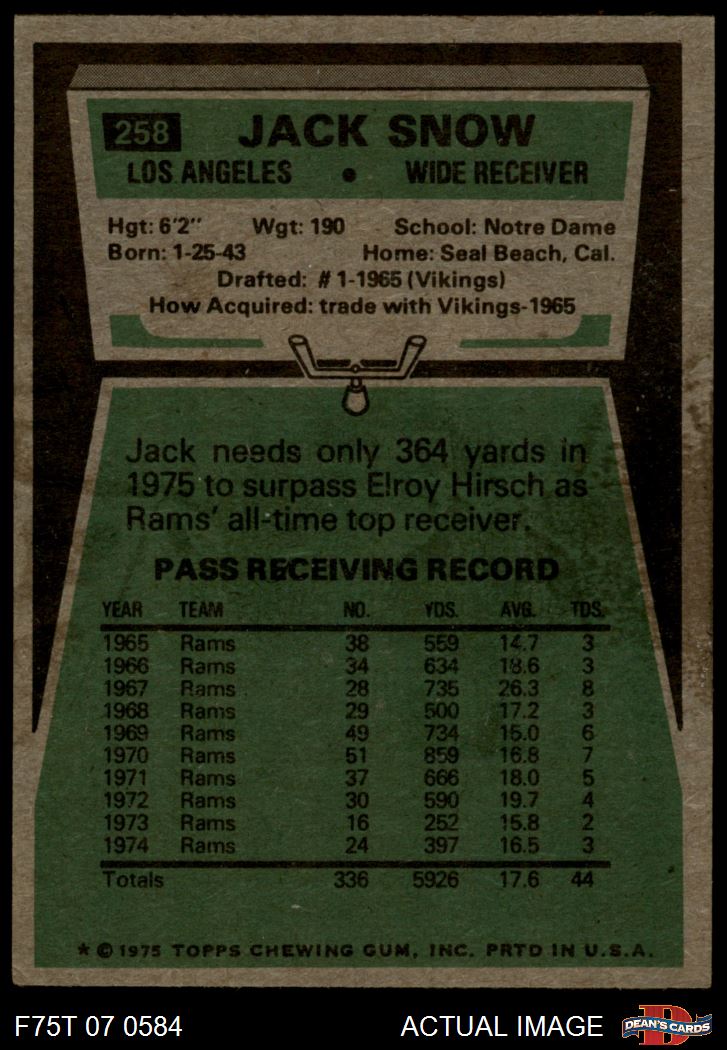 258 JACK SNOW
LOS ANGELES • WIDE RECEIVER
Hgt: 6'2" Wgt: 190 School: Notre Dame
Born: 1-25-43 Home: Seal Beach, Cal.
Drafted: #1-1965 (Vikings)
How Acquired: trade with Vikings-1965
Jack needs only 364 yards in
1975 to surpass Elroy Hirsch as
Rams' all-time top receiver.
PASS RECEIVING RECORD
YEAR TEAM NO. YDS. AVG. TDS.
1965 Rams 38 559 14.7 3
1966 Rams 34 634 18.6 3
1967 Rams 28 735 26.3 8
1968 Rams 29 500 17.2 3
1969 Rams 49 734 15.0 6
1970 Rams 51 859 16.8 7
1971 Rams 37 666 18.0 5
1972 Rams 30 590 19.7 4
1973 Rams 16 252 15.8 2
1974 Rams 24 397 16.5 3
Totals 336 5926 17.6 44
* © 1975 TOPPS CHEWING GUM, INC. PRTD IN U.S.A.
F75T 07 0584 ACTUAL IMAGE D DEAN'S CARDS